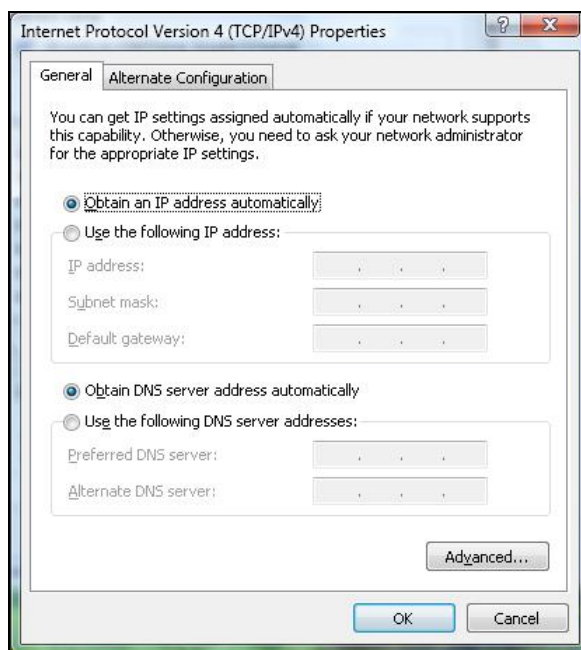 Internet Protocol Version 4 (TCP/IPv4) Properties
General
Alternate Configuration
You can get IP settings assigned automatically if your network supports
this capability. Otherwise, you need to ask your network administrator
for the appropriate IP settings.
Obtain an IP address automatically
Use the following IP address:
IP address:
Subnet mask:
Default gateway:
Obtain DNS server address automatically
Use the following DNS server addresses:
Preferred DNS server:
Alternate DNS server:
Advanced...
OK
Cancel